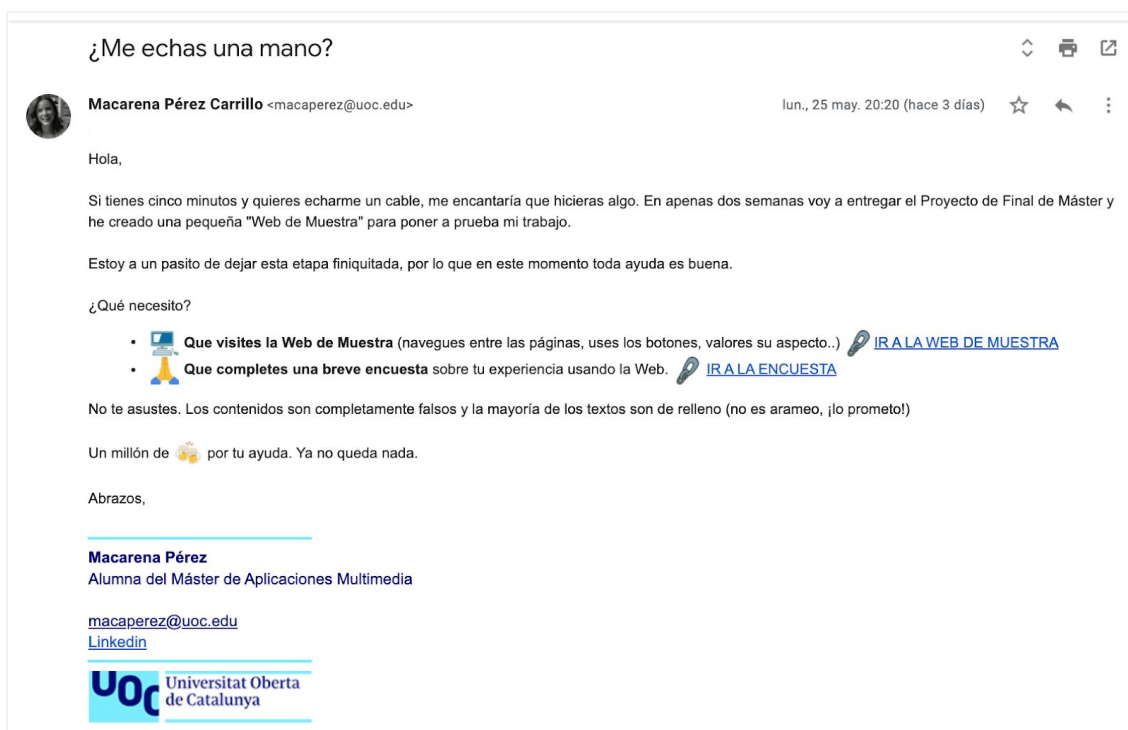 ¿Me echas una mano?
Macarena Pérez Carrillo <macaperez@uoc.edu> lun., 25 may. 20:20 (hace 3 días)
Hola,
Si tienes cinco minutos y quieres echarme un cable, me encantaría que hicieras algo. En apenas dos semanas voy a entregar el Proyecto de Final de Máster y
he creado una pequeña "Web de Muestra" para poner a prueba mi trabajo.
Estoy a un pasito de dejar esta etapa finiquitada, por lo que en este momento toda ayuda es buena.
¿Qué necesito?
• Que visites la Web de Muestra (navegues entre las páginas, uses los botones, valores su aspecto..) IR A LA WEB DE MUESTRA
• Que completes una breve encuesta sobre tu experiencia usando la Web. IR A LA ENCUESTA
No te asustes. Los contenidos son completamente falsos y la mayoría de los textos son de relleno (no es arameo, ¡lo prometo!)
Un millón de por tu ayuda. Ya no queda nada.
Abrazos,
Macarena Pérez
Alumna del Máster de Aplicaciones Multimedia
macaperez@uoc.edu
Linkedin
UOC Universitat Oberta
de Catalunya